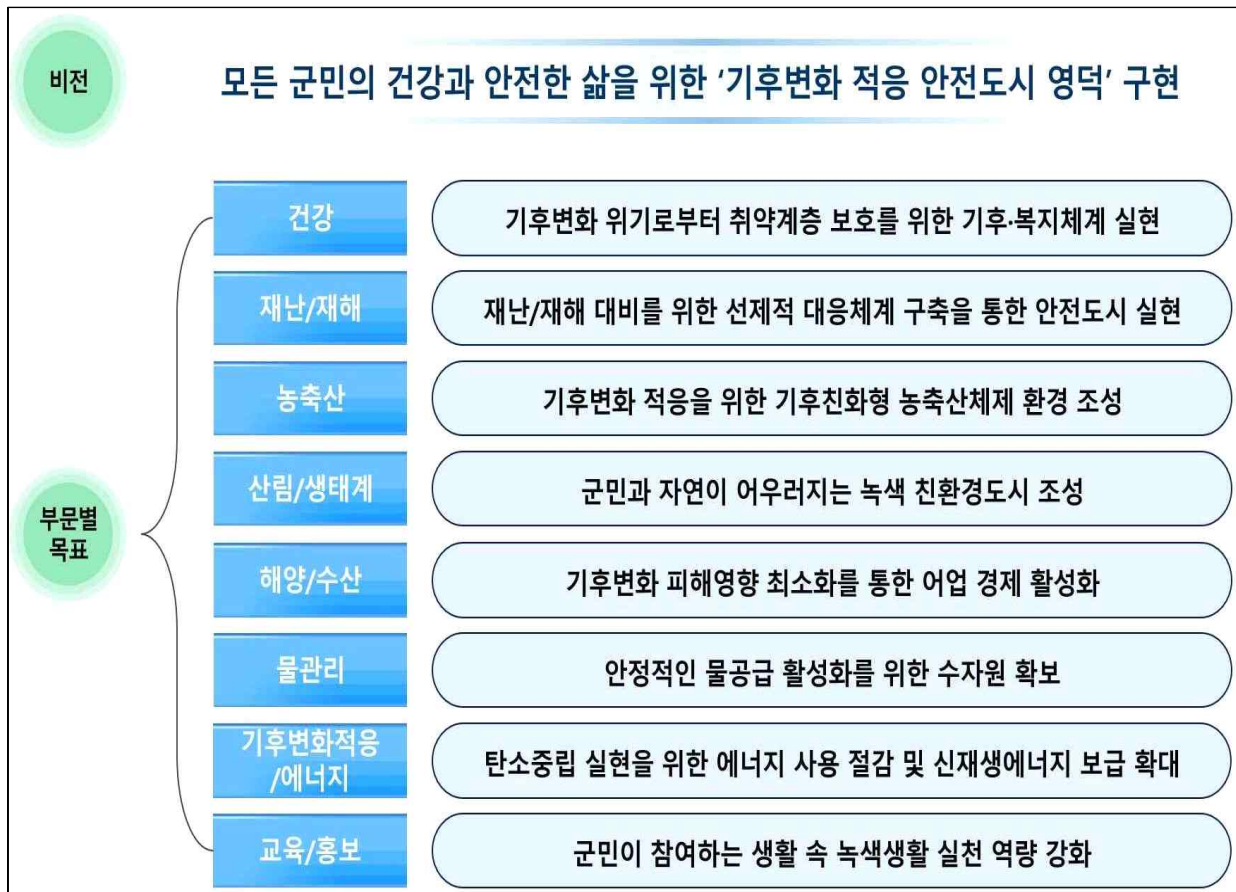 비전
모든 군민의 건강과 안전한 삶을 위한 ‘기후변화 적응 안전도시 영덕’ 구현
부문별
목표
건강
기후변화 위기로부터 취약계층 보호를 위한 기후·복지체계 실현
재난/재해
재난/재해 대비를 위한 선제적 대응체계 구축을 통한 안전도시 실현
농축산
기후변화 적응을 위한 기후친화형 농축산체제 환경 조성
산림/생태계
군민과 자연이 어우러지는 녹색 친환경도시 조성
해양/수산
기후변화 피해영향 최소화를 통한 어업 경제 활성화
물관리
안정적인 물공급 활성화를 위한 수자원 확보
기후변화적응
/에너지
탄소중립 실현을 위한 에너지 사용 절감 및 신재생에너지 보급 확대
교육/홍보
군민이 참여하는 생활 속 녹색생활 실천 역량 강화